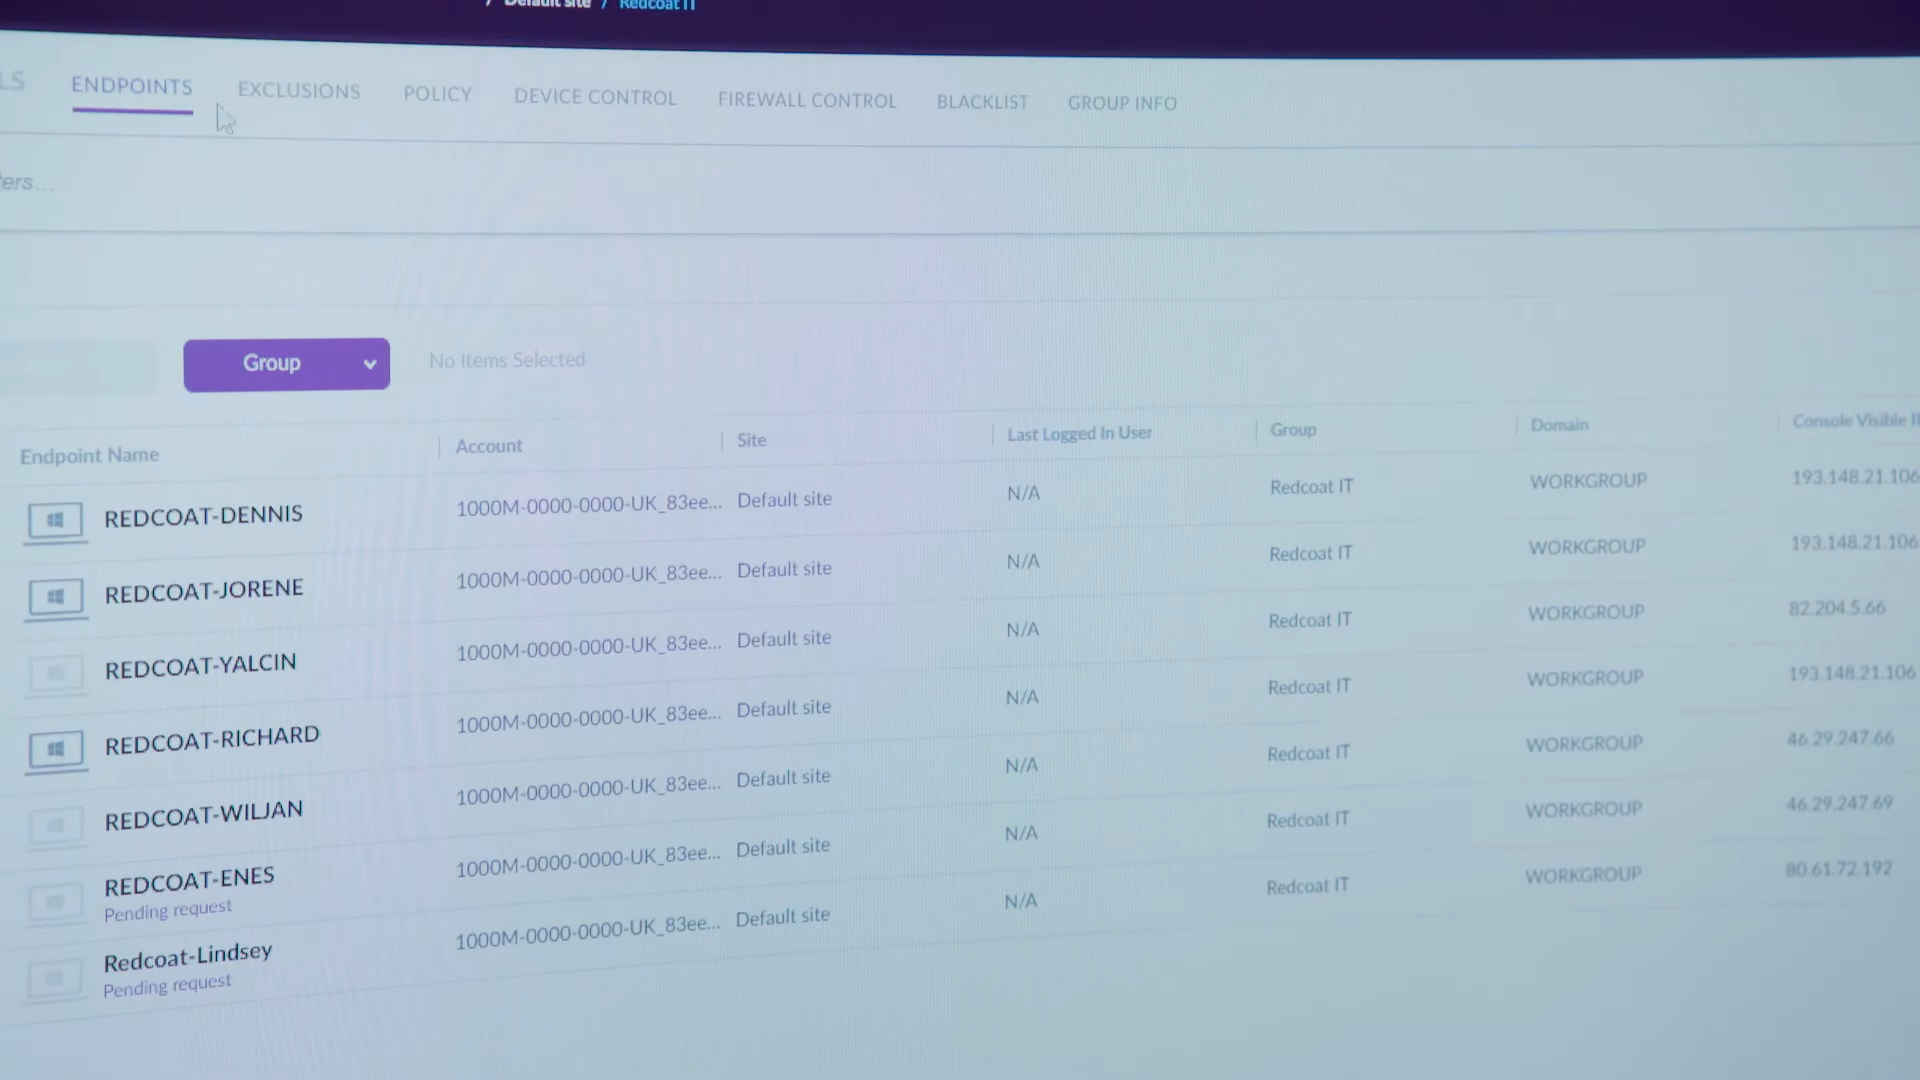 / Default site / Redcoat IT
LS ENDPOINTS EXCLUSIONS POLICY DEVICE CONTROL FIREWALL CONTROL BLACKLIST GROUP INFO
ters...
Group No Items Selected
Endpoint Name Account Site Last Logged In User Group Domain Console Visible I
REDCOAT-DENNIS 1000M-0000-0000-UK_83ee... Default site N/A Redcoat IT WORKGROUP 193.148.21.106
REDCOAT-JORENE 1000M-0000-0000-UK_83ee... Default site N/A Redcoat IT WORKGROUP 193.148.21.106
REDCOAT-YALCIN 1000M-0000-0000-UK_83ee... Default site N/A Redcoat IT WORKGROUP 82.204.5.66
REDCOAT-RICHARD 1000M-0000-0000-UK_83ee... Default site N/A Redcoat IT WORKGROUP 193.148.21.106
REDCOAT-WILJAN 1000M-0000-0000-UK_83ee... Default site N/A Redcoat IT WORKGROUP 46.29.247.66
REDCOAT-ENES 1000M-0000-0000-UK_83ee... Default site N/A Redcoat IT WORKGROUP 46.29.247.69
Pending request
Redcoat-Lindsey 1000M-0000-0000-UK_83ee... Default site N/A Redcoat IT WORKGROUP 80.61.72.192
Pending request